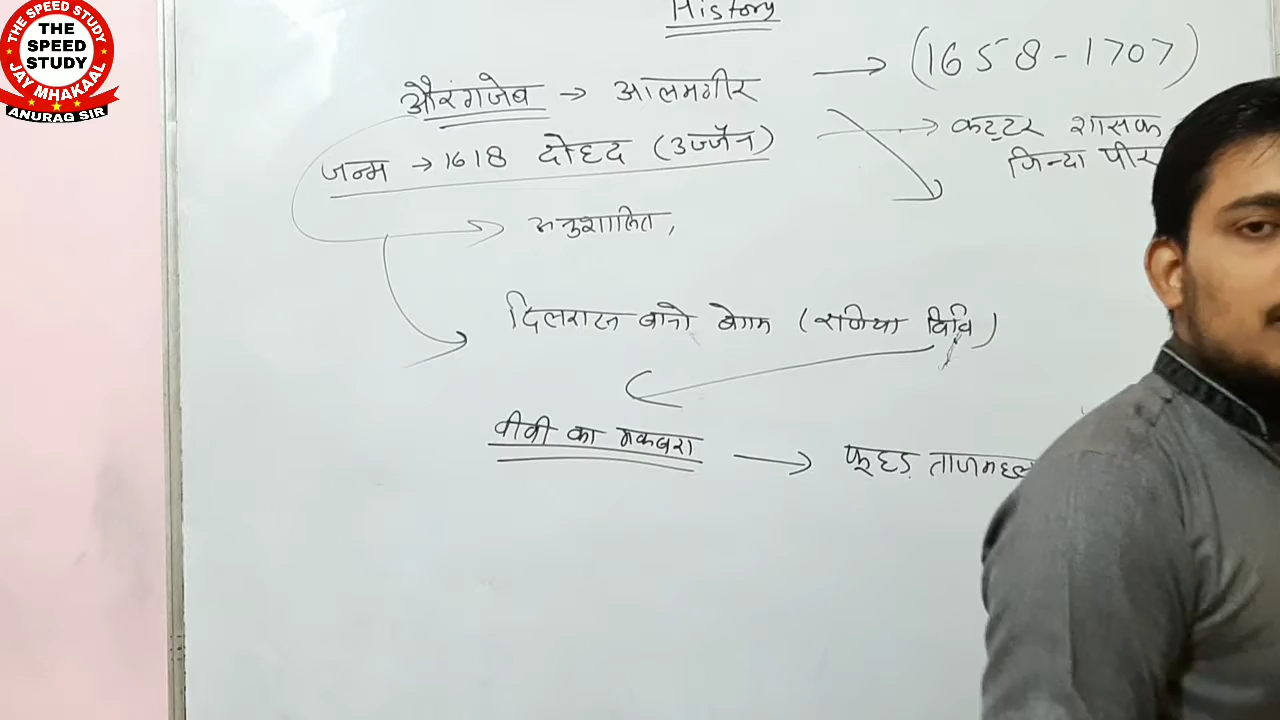 THE SPEED STUDY
THE
SPEED
STUDY
JAY MHAKAAL
ANURAG SIR
History
औरंगजेब → आलमगीर → (1658-1707)
जन्म → 1618 दोहद (उज्जैन) → कट्टर शासक
जिन्दा पीर
दिलरास बानो बेगम (राबिया बिवि)
वीवी का मकबरा → फूहड़ ताजमहल